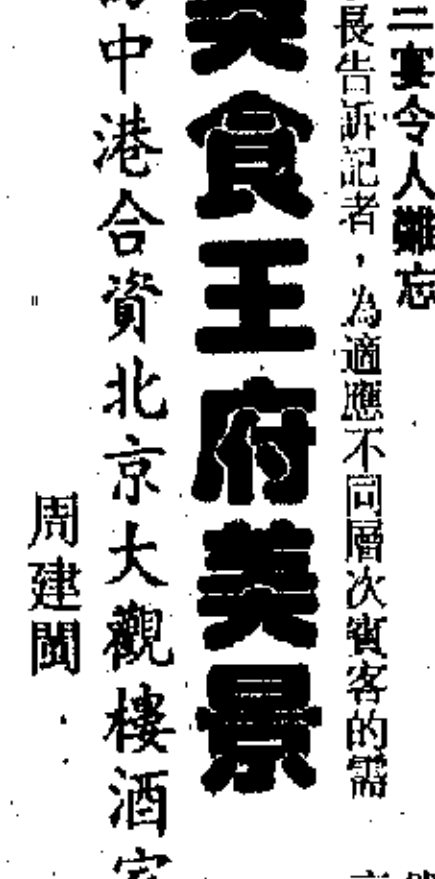 三宴令人難忘
長告訴記者，為適應不同層次賓客的需
美食王府美景
中港合資北京大觀樓酒家
周建閩